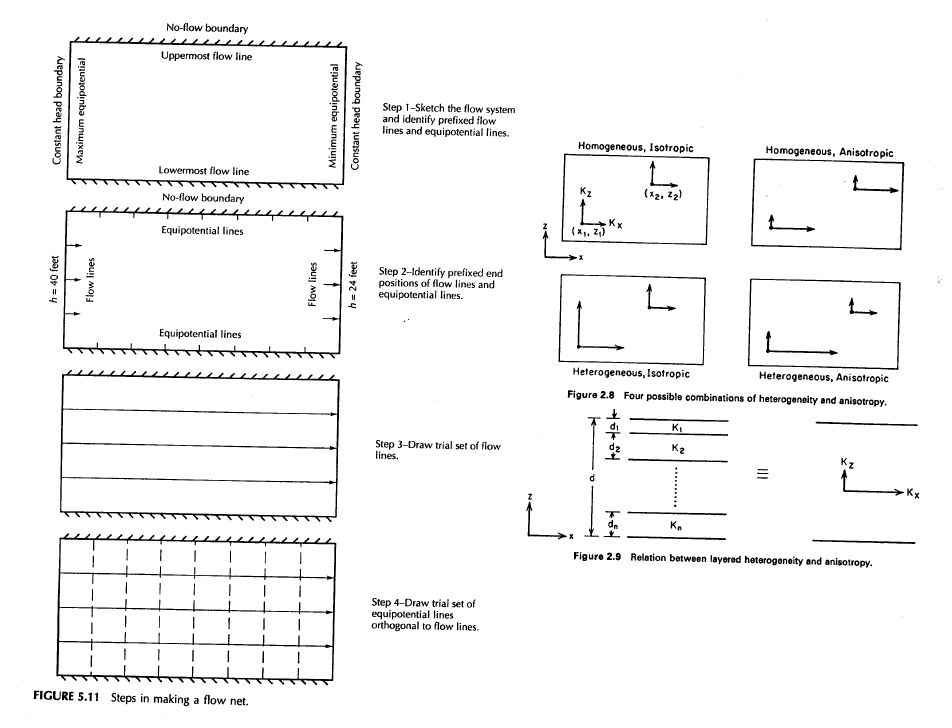 No-flow boundary
Uppermost flow line
Constant head boundary
Maximum equipotential
Minimum equipotential
Constant head boundary
Lowermost flow line
No-flow boundary
Step 1–Sketch the flow system
and identify prefixed flow
lines and equipotential lines.
Equipotential lines
h = 40 feet
Flow lines
Flow lines
h = 24 feet
Equipotential lines
Step 2–Identify prefixed end
positions of flow lines and
equipotential lines.
Step 3–Draw trial set of flow
lines.
Step 4–Draw trial set of
equipotential lines
orthogonal to flow lines.
FIGURE 5.11 Steps in making a flow net.
Homogeneous, Isotropic
Homogeneous, Anisotropic
(x₂, z₂)
Kz
Kx
(x₁, z₁)
z
x
Heterogeneous, Isotropic
Heterogeneous, Anisotropic
Figure 2.8 Four possible combinations of heterogeneity and anisotropy.
d₁
K₁
d₂
K₂
d
≡
Kz
Kx
z
x
dₙ
Kₙ
Figure 2.9 Relation between layered heterogeneity and anisotropy.